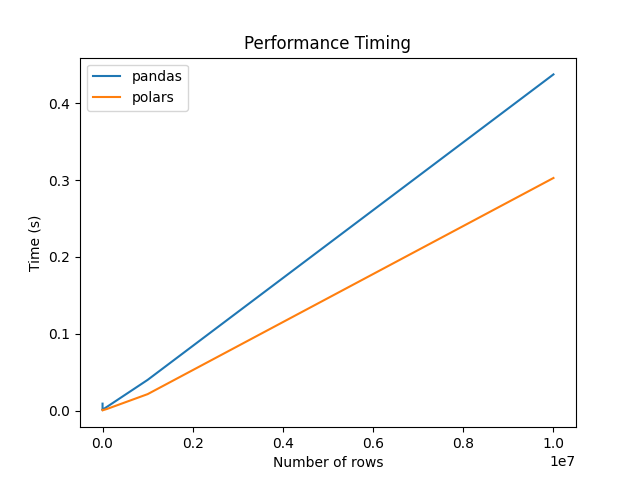 Performance Timing
pandas
polars
0.4
0.3
0.2
0.1
0.0
Time (s)
0.0 0.2 0.4 0.6 0.8 1.0
1e7
Number of rows